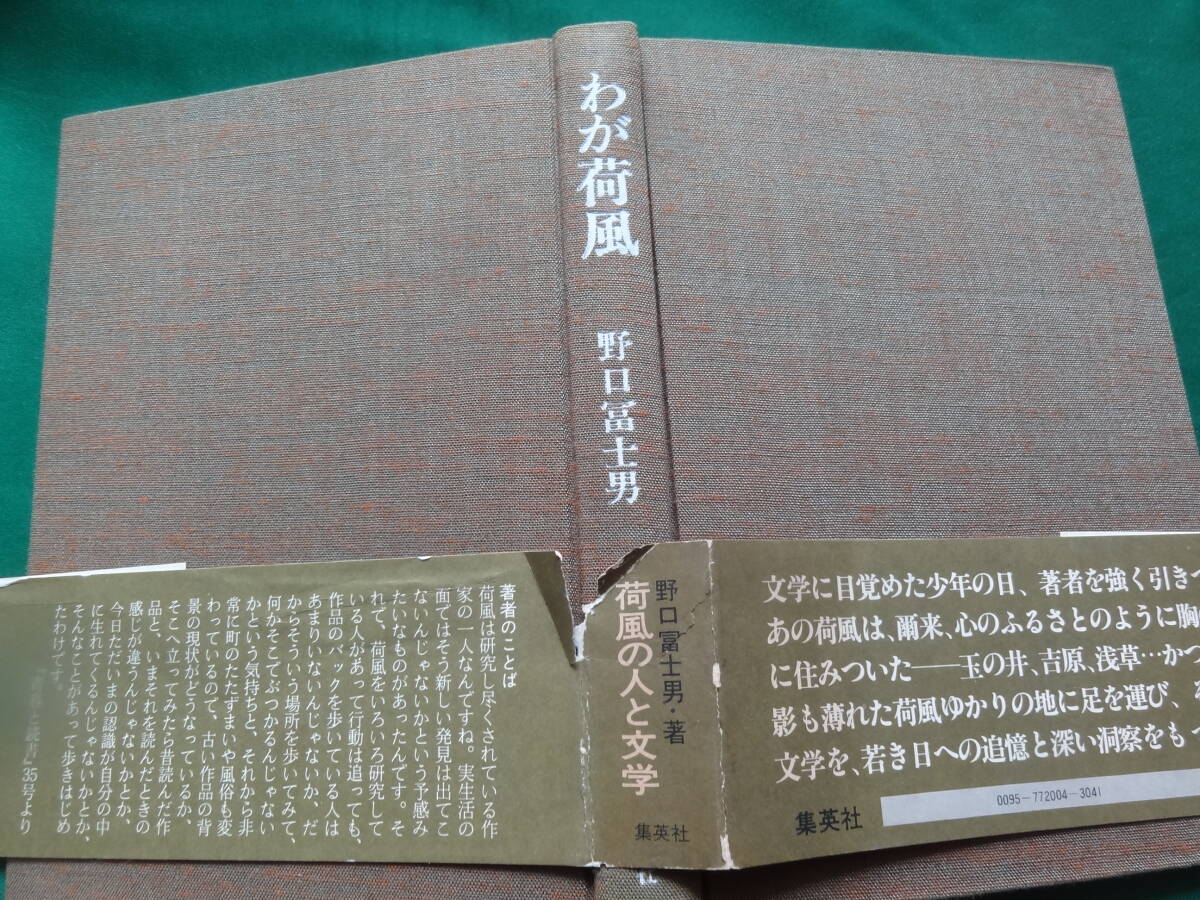 わが荷風
野口冨士男
文学に目覚めた少年の日、著者を強く引きつ
あの荷風は、爾来、心のふるさとのように胸
に住みついた――玉の井、吉原、浅草…かつ
影も薄れた荷風ゆかりの地に足を運び、そ
文学を、若き日への追憶と深い洞察をもっ
0095-772004-3041
集英社
野口冨士男・著
荷風の人と文学
集英社
著者のことば
荷風は研究し尽くされている作
家の一人なんですね。実生活の
面ではそう新しい発見は出てこ
ないんじゃないかという予感み
たいなものがあったんです。そ
れで、荷風をいろいろ研究して
いる人があって行動は追っても、
作品のバックを歩いている人は
あまりいないんじゃないか、だ
からそういう場所を歩いてみて、
何かそこでぶつかるんじゃない
かという気持ちと、それから非
常に町のたたずまいや風俗も変
わっているので、古い作品の背
景の現状がどうなっているか、
そこへ立ってみたら昔読んだ作
品と、いまそれを読んだときの
感じが違うんじゃないかとか、
今日ただいまの認識が自分の中
に生れてくるんじゃないかとか、
そんなことがあって歩きはじめ
たわけです。
と読書』35号より